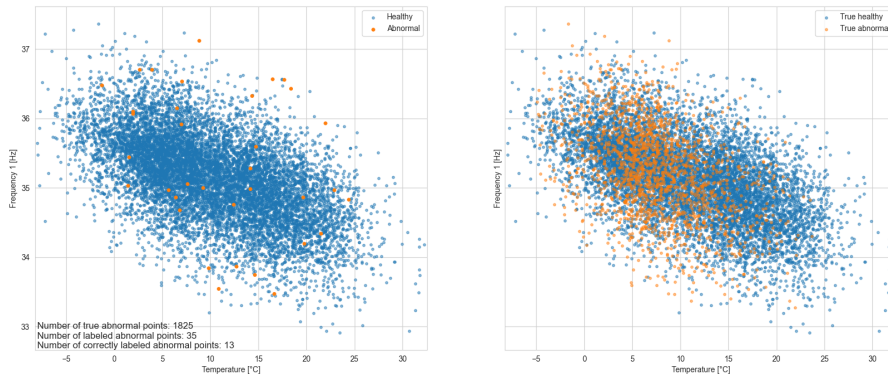 Healthy
Abnormal
37
36
35
34
33
Frequency 1 [Hz]
Number of true abnormal points: 1825
Number of labeled abnormal points: 35
Number of correctly labeled abnormal points: 13
−5 0 5 10 15 20 25 30
Temperature [°C]
True healthy
True abnormal
Frequency 1 [Hz]
−5 0 5 10 15 20 25 30
Temperature [°C]